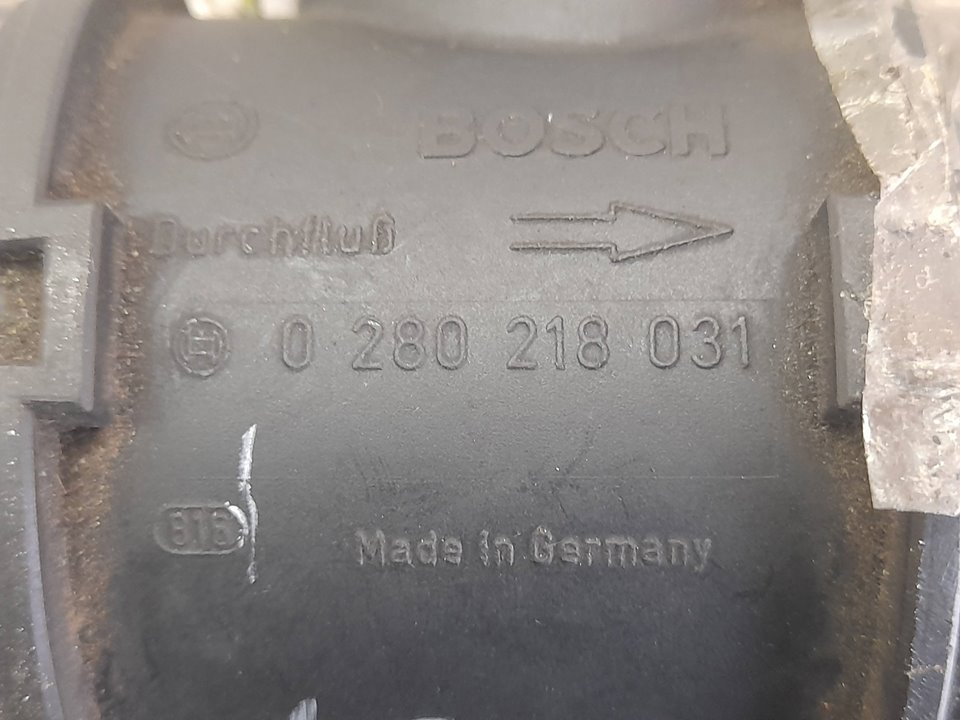 BOSCH
Durchfluß
0 280 218 031
Made in Germany